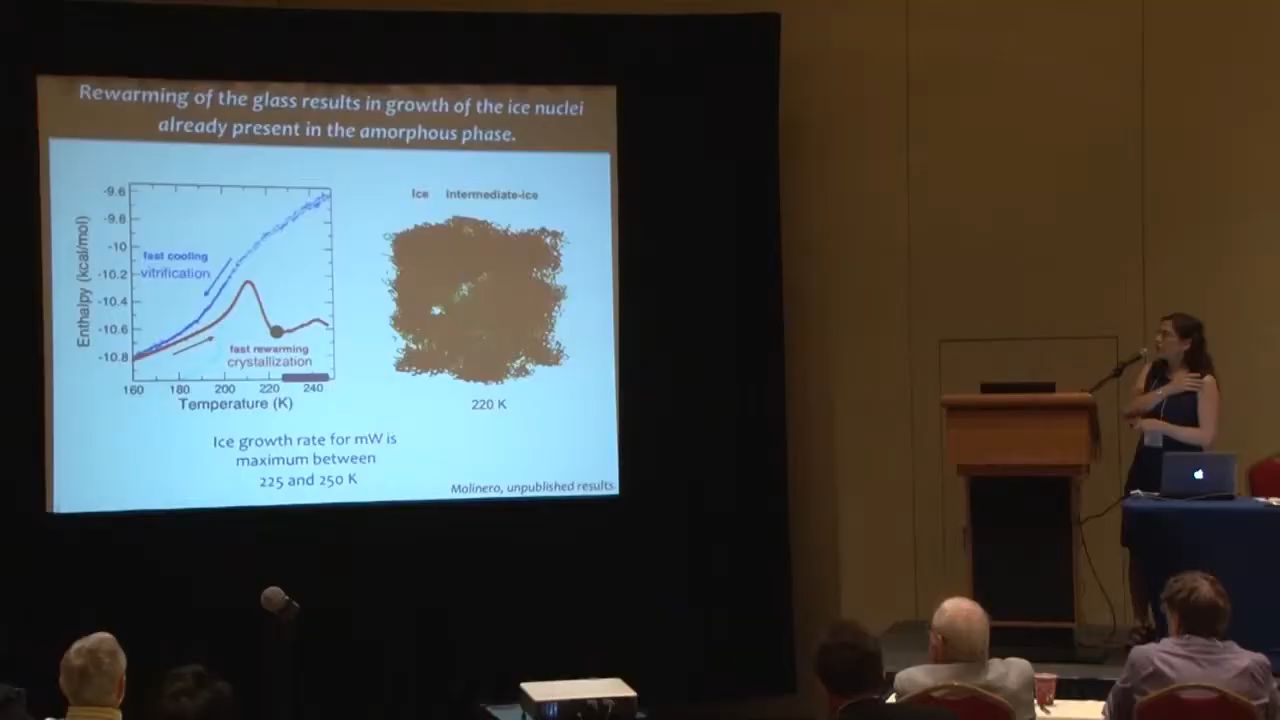 Rewarming of the glass results in growth of the ice nuclei
already present in the amorphous phase.
-9.6
-9.8
-10
-10.2
-10.4
-10.6
-10.8
Enthalpy (kcal/mol)
fast cooling
vitrification
fast rewarming
crystallization
160 180 200 220 240
Temperature (K)
Ice Intermediate-ice
220 K
Ice growth rate for mW is
maximum between
225 and 250 K
Molinero, unpublished results